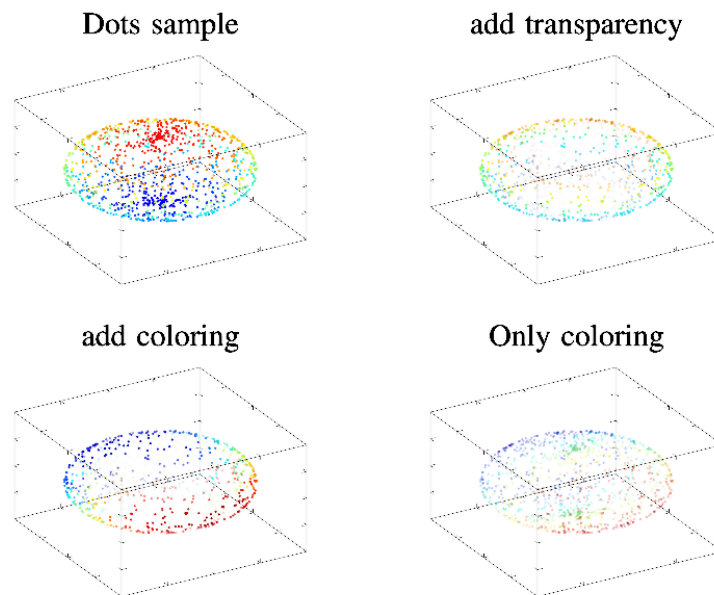 Dots sample
add transparency
add coloring
Only coloring